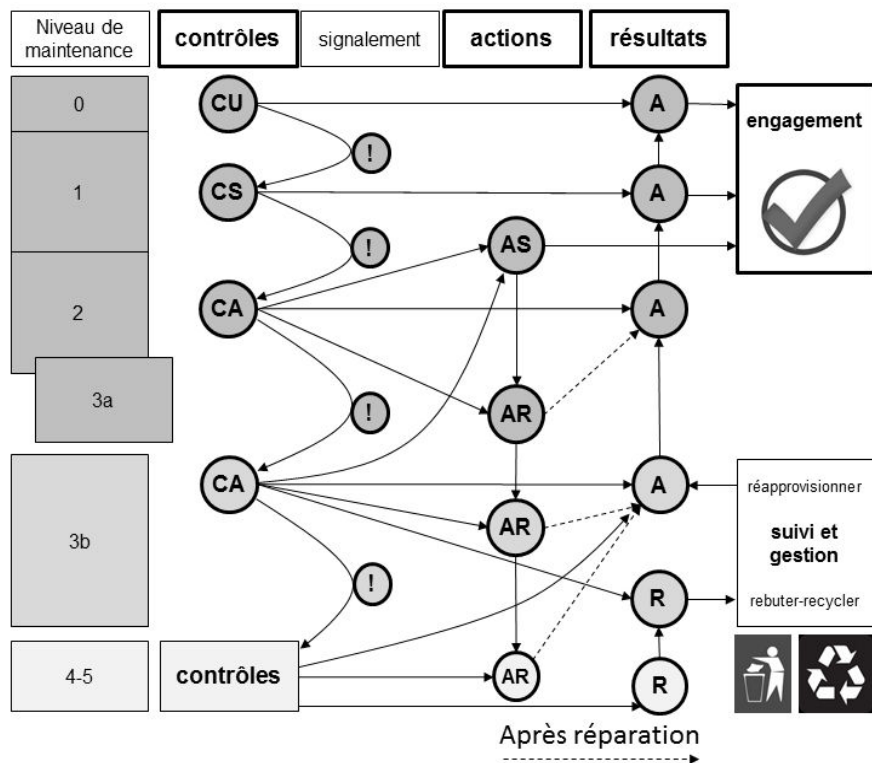 Niveau de
maintenance
contrôles
signalement
actions
résultats
0
CU
A
engagement
!
1
CS
A
!
AS
2
CA
A
3a
!
AR
3b
CA
A
réapprovisionner
AR
suivi et
gestion
!
R
rebuter-recycler
4-5
contrôles
AR
R
Après réparation